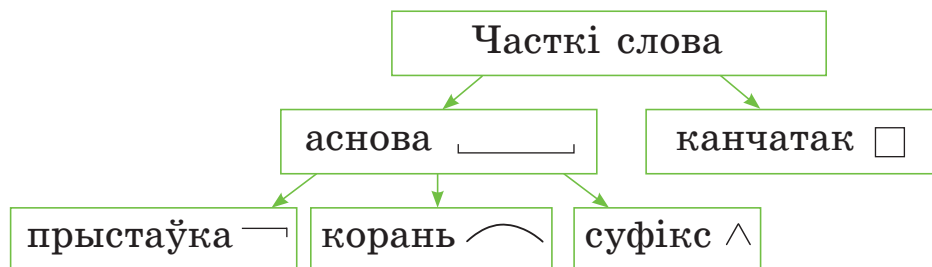 Часткі слова
аснова
канчатак
прыстаўка
корань
суфікс